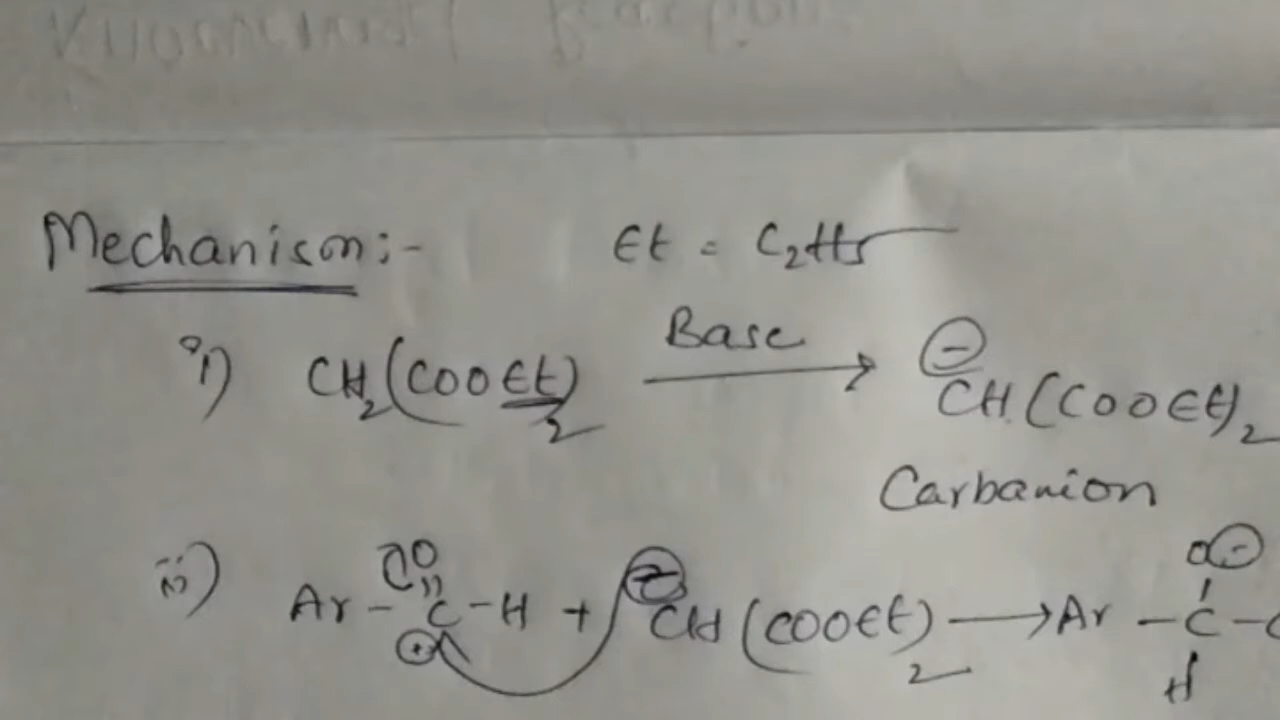 Mechanism:-
Et = C₂H₅
i) CH₂(COOEt)₂ Base → ⊖CH(COOEt)₂
Carbanion
ii) Ar-C(=O)-H + ⊖CH(COOEt)₂ → Ar-C(O⊖)(H)-